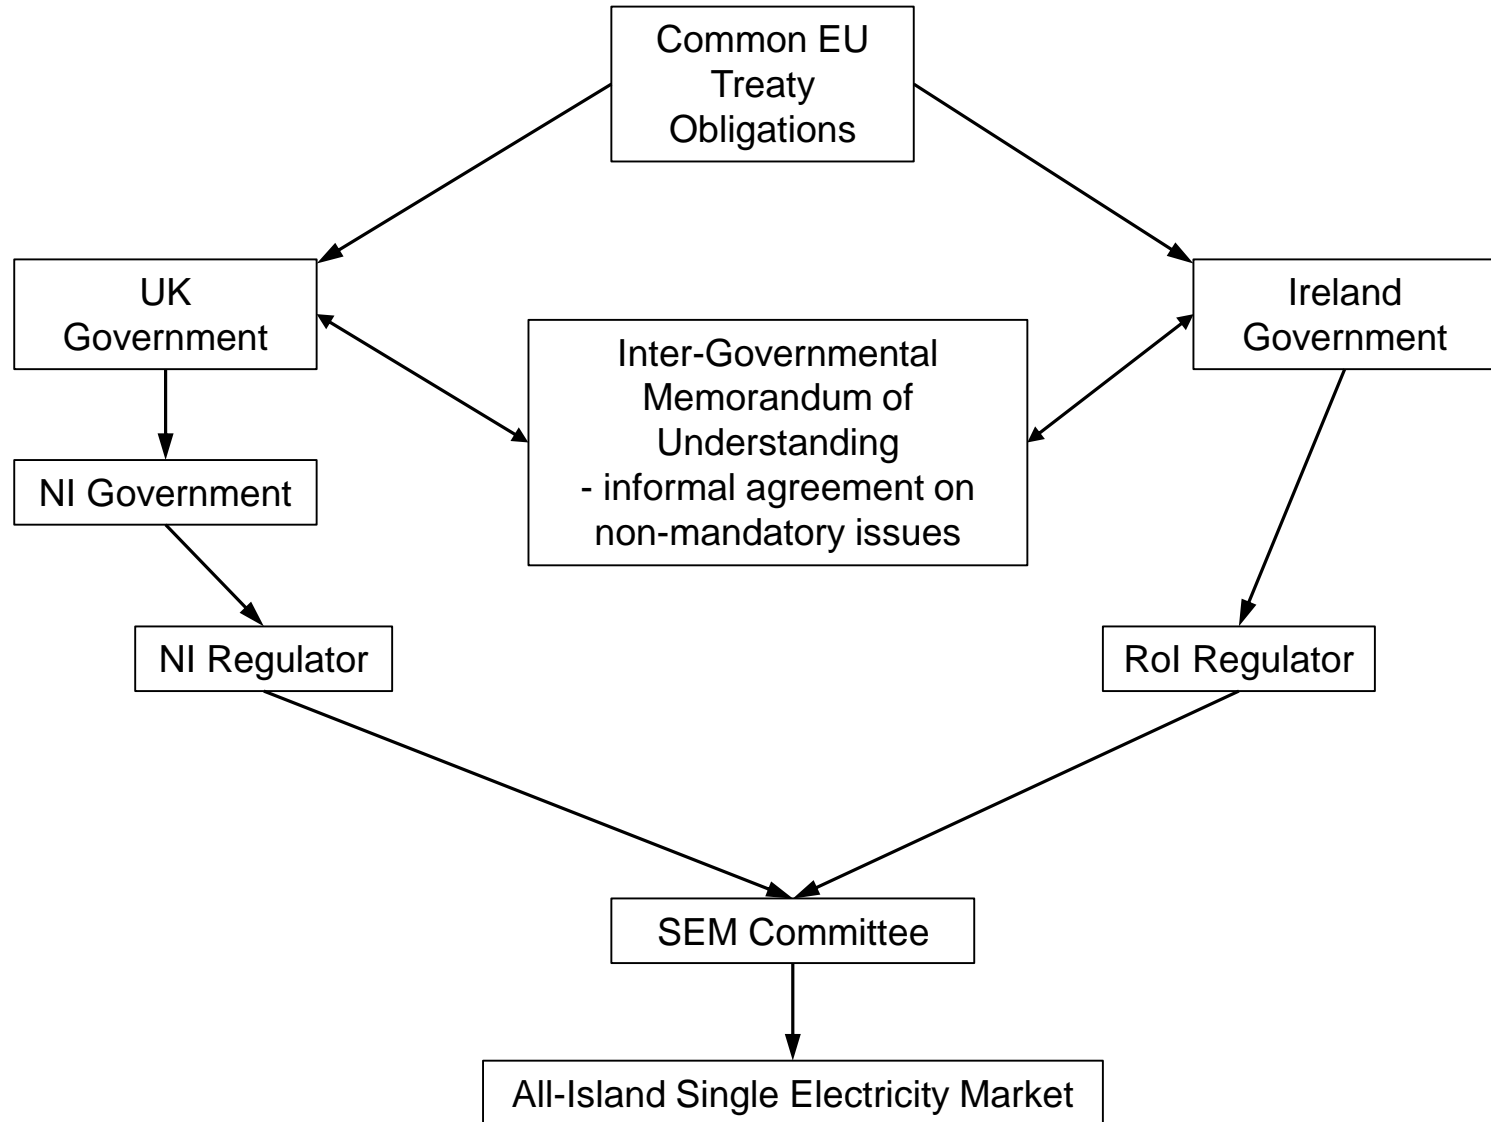 Common EU
Treaty
Obligations
UK
Government
Ireland
Government
Inter-Governmental
Memorandum of
Understanding
- informal agreement on
non-mandatory issues
NI Government
NI Regulator
RoI Regulator
SEM Committee
All-Island Single Electricity Market